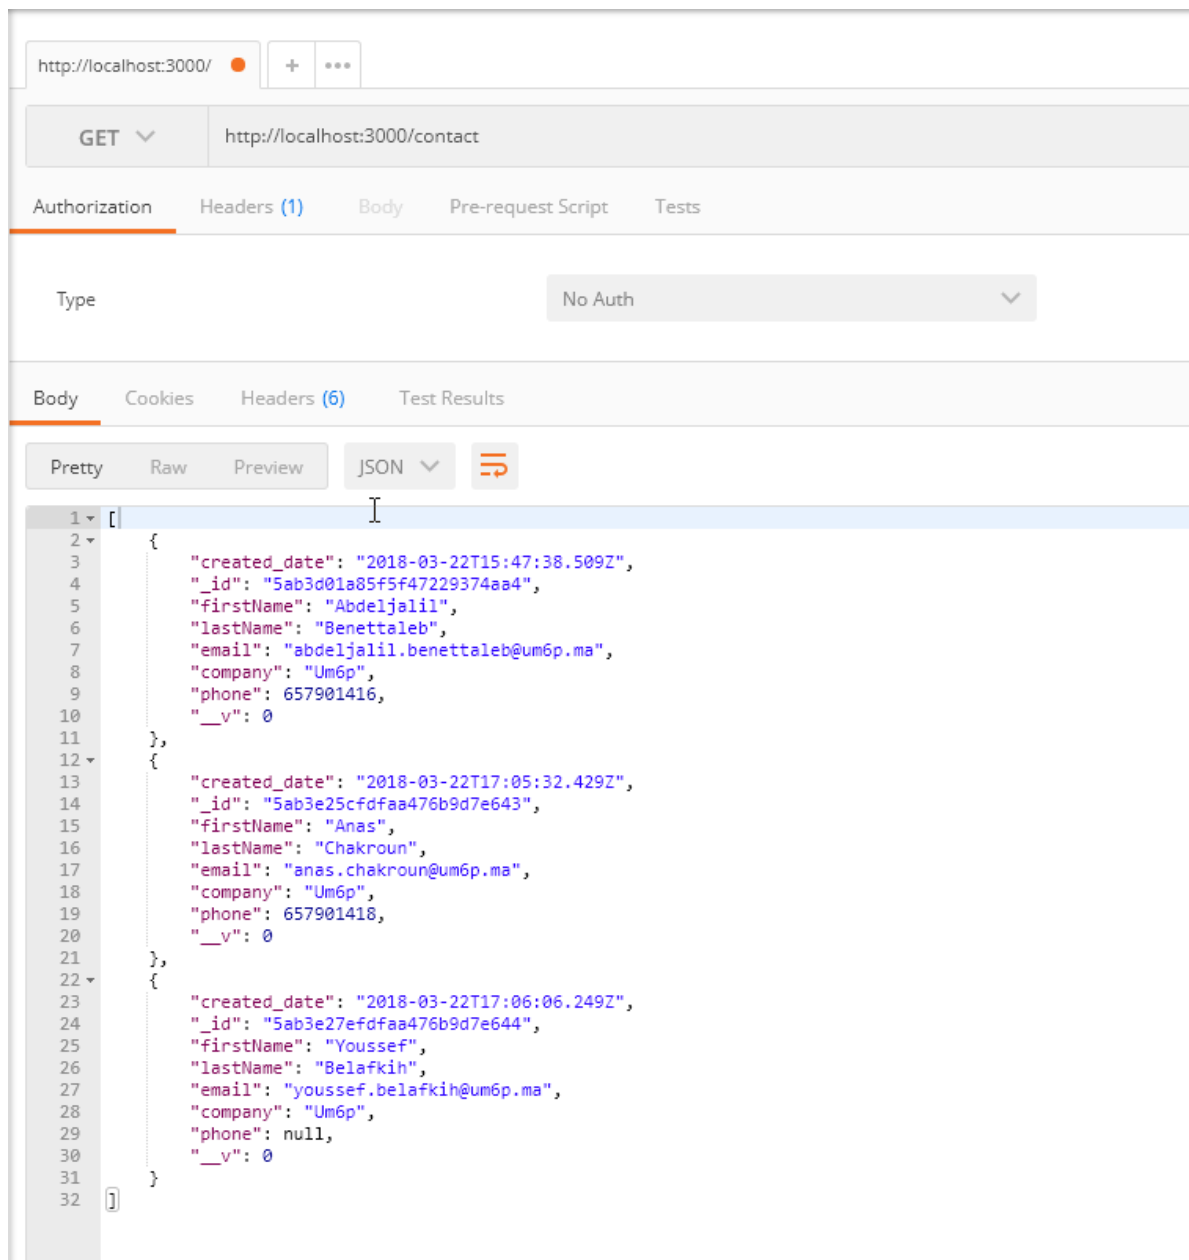 http://localhost:3000/
GET http://localhost:3000/contact
Authorization Headers (1) Body Pre-request Script Tests
Type No Auth
Body Cookies Headers (6) Test Results
Pretty Raw Preview JSON
1 [
2 {
3 "created_date": "2018-03-22T15:47:38.509Z",
4 "_id": "5ab3d01a85f5f47229374aa4",
5 "firstName": "Abdeljalil",
6 "lastName": "Benettaleb",
7 "email": "abdeljalil.benettaleb@um6p.ma",
8 "company": "Um6p",
9 "phone": 657901416,
10 "__v": 0
11 },
12 {
13 "created_date": "2018-03-22T17:05:32.429Z",
14 "_id": "5ab3e25cfdfaa476b9d7e643",
15 "firstName": "Anas",
16 "lastName": "Chakroun",
17 "email": "anas.chakroun@um6p.ma",
18 "company": "Um6p",
19 "phone": 657901418,
20 "__v": 0
21 },
22 {
23 "created_date": "2018-03-22T17:06:06.249Z",
24 "_id": "5ab3e27efdfaa476b9d7e644",
25 "firstName": "Youssef",
26 "lastName": "Belafkih",
27 "email": "youssef.belafkih@um6p.ma",
28 "company": "Um6p",
29 "phone": null,
30 "__v": 0
31 }
32 ]